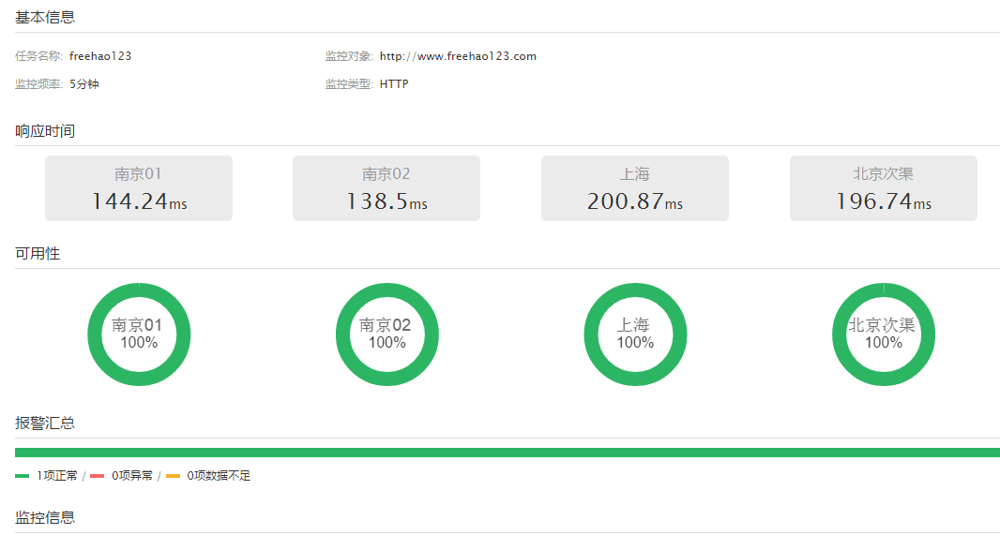 基本信息
任务名称: freehao123 监控对象: http://www.freehao123.com
监控频率: 5分钟 监控类型: HTTP
响应时间
南京01 南京02 上海 北京次渠
144.24ms 138.5ms 200.87ms 196.74ms
可用性
南京01 南京02 上海 北京次渠
100% 100% 100% 100%
报警汇总
1项正常 / 0项异常 / 0项数据不足
监控信息